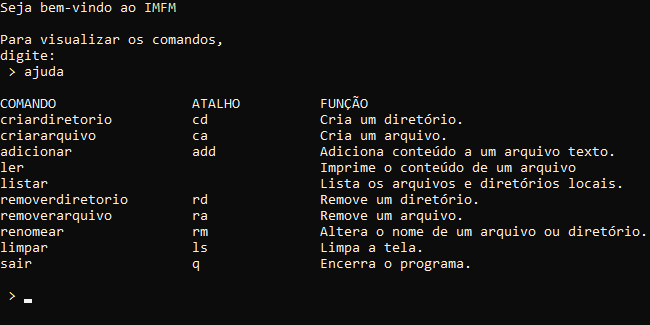 Seja bem-vindo ao IMFM
Para visualizar os comandos,
digite:
> ajuda
COMANDO ATALHO FUNÇÃO
criardiretorio cd Cria um diretório.
criararquivo ca Cria um arquivo.
adicionar add Adiciona conteúdo a um arquivo texto.
ler Imprime o conteúdo de um arquivo
listar Lista os arquivos e diretórios locais.
removerdiretorio rd Remove um diretório.
removerarquivo ra Remove um arquivo.
renomear rm Altera o nome de um arquivo ou diretório.
limpar ls Limpa a tela.
sair q Encerra o programa.
> _